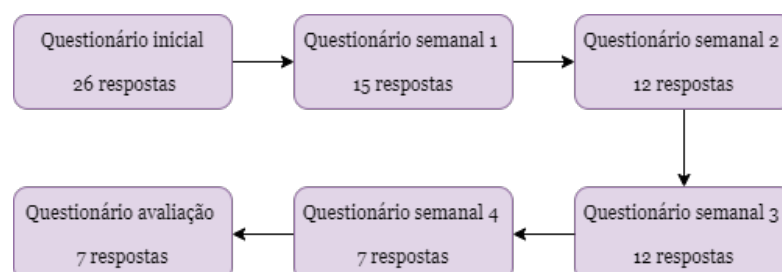 Questionário inicial
26 respostas
Questionário semanal 1
15 respostas
Questionário semanal 2
12 respostas
Questionário semanal 3
12 respostas
Questionário semanal 4
7 respostas
Questionário avaliação
7 respostas